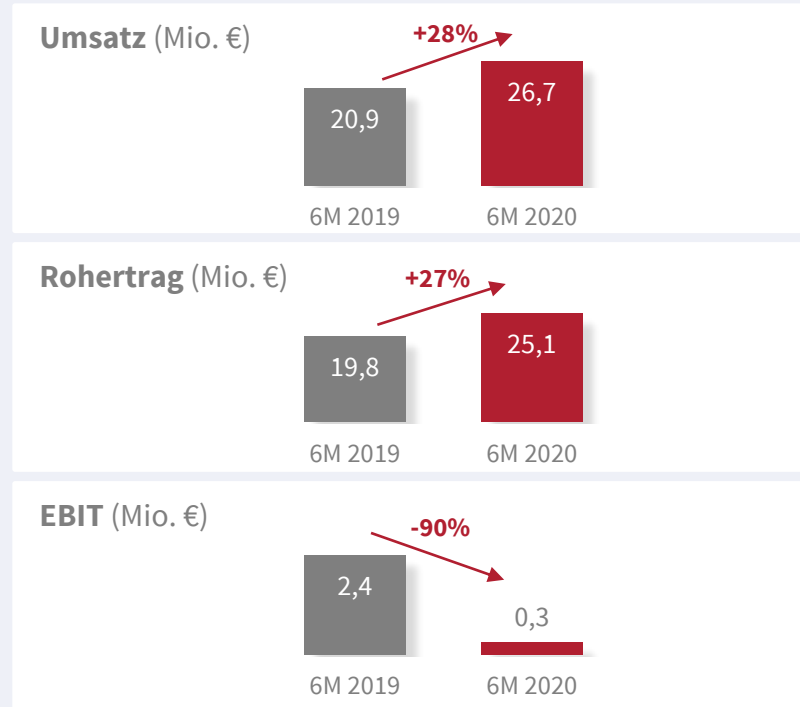 Umsatz (Mio. €)
+28%
20,9
26,7
6M 2019
6M 2020
Rohertrag (Mio. €)
+27%
19,8
25,1
6M 2019
6M 2020
EBIT (Mio. €)
-90%
2,4
0,3
6M 2019
6M 2020